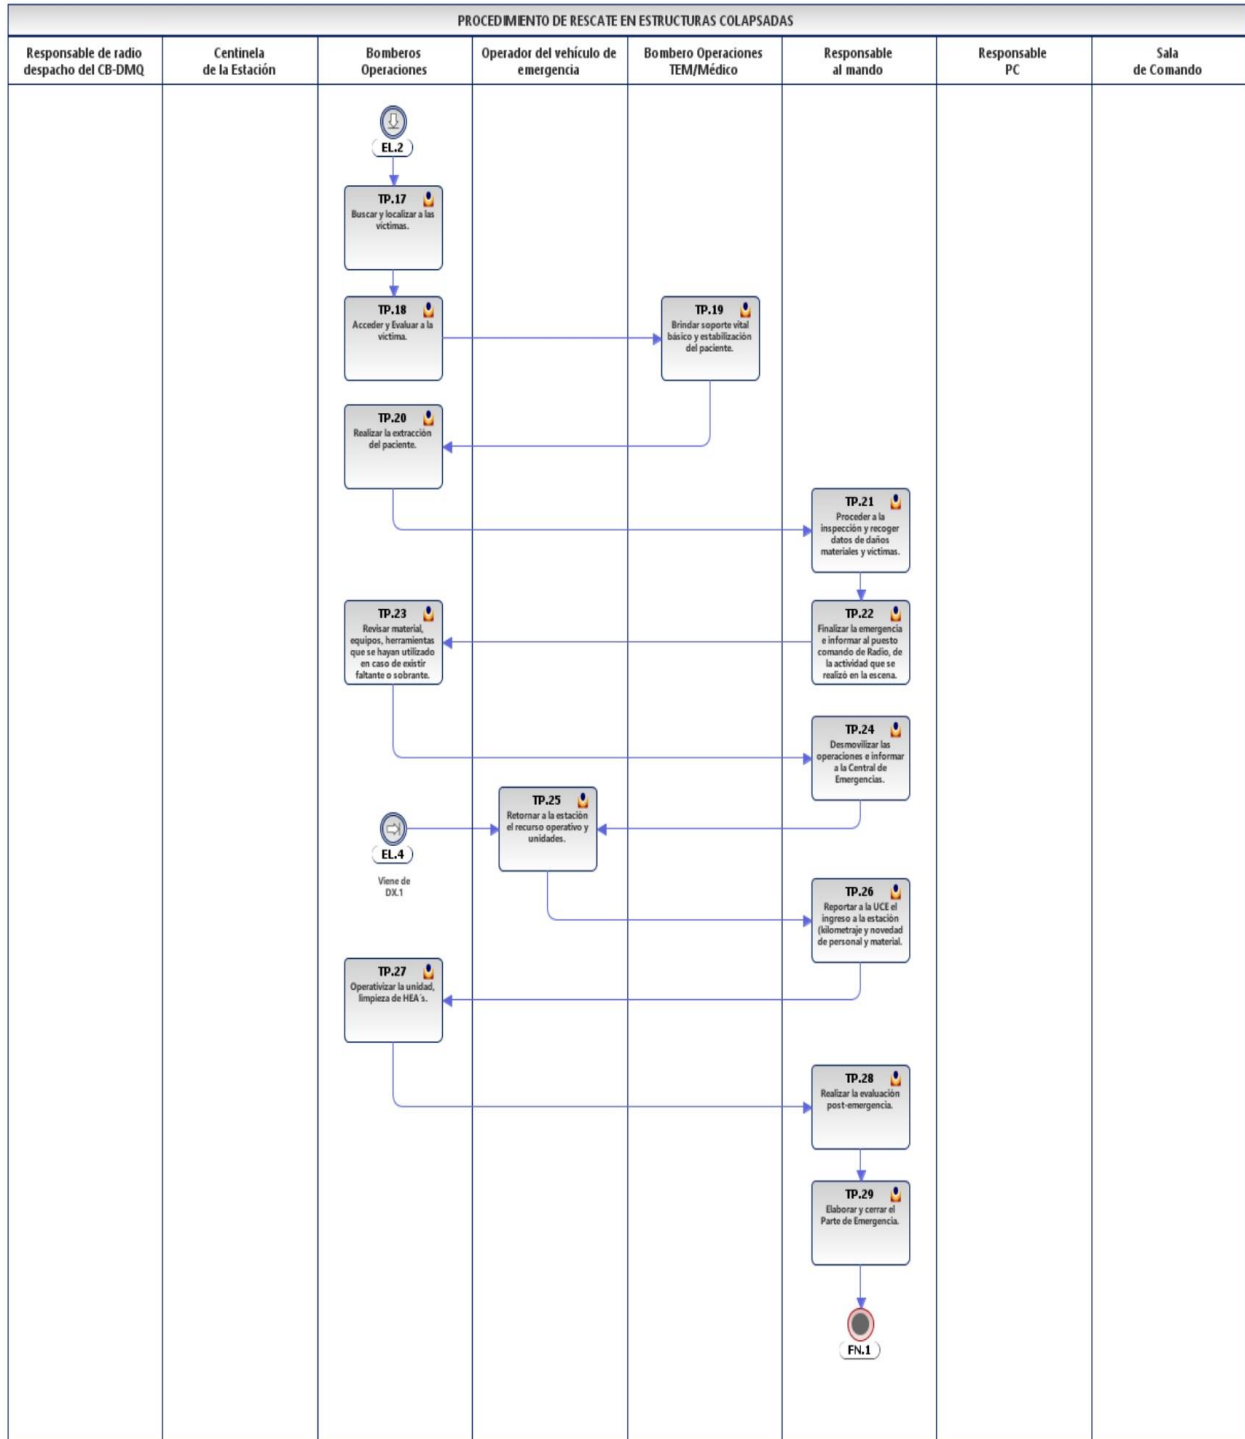 PROCEDIMIENTO DE RESCATE EN ESTRUCTURAS COLAPSADAS
Responsable de radio
despacho del CB-DMQ
Centinela
de la Estación
Bomberos
Operaciones
Operador del vehículo de
emergencia
Bombero Operaciones
TEM/Médico
Responsable
al mando
Responsable
PC
Sala
de Comando
EL.2
TP.17
Buscar y localizar a las
víctimas.
TP.18
Acceder y Evaluar a la
víctima.
TP.19
Brindar soporte vital
básico y estabilización
del paciente.
TP.20
Realizar la extracción
del paciente.
TP.21
Proceder a la
inspección y recoger
datos de daños
materiales y víctimas.
TP.23
Revisar material,
equipos, herramientas
que se hayan utilizado
en caso de existir
faltante o sobrante.
TP.22
Finalizar la emergencia
e informar al puesto
comando de Radio, de
la actividad que se
realizó en la escena.
TP.24
Desmovilizar las
operaciones e informar
a la Central de
Emergencias.
TP.25
Retornar a la estación
el recurso operativo y
unidades.
EL.4
Viene de
DX.1
TP.26
Reportar a la UCE el
ingreso a la estación
(kilometraje y novedad
de personal y material.
TP.27
Operativizar la unidad,
limpieza de HEA´s.
TP.28
Realizar la evaluación
post-emergencia.
TP.29
Elaborar y cerrar el
Parte de Emergencia.
FN.1